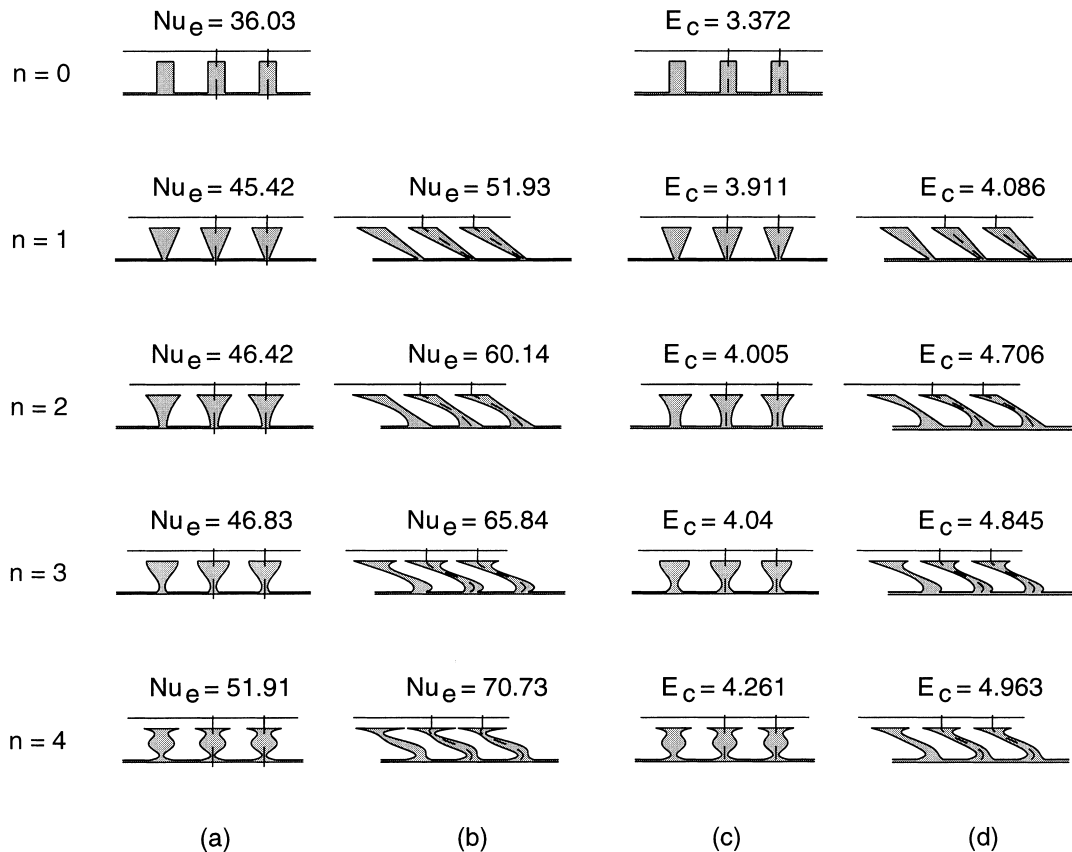 Nu e = 36.03 E c = 3.372
n = 0
Nu e = 45.42 Nu e = 51.93 E c = 3.911 E c = 4.086
n = 1
Nu e = 46.42 Nu e = 60.14 E c = 4.005 E c = 4.706
n = 2
Nu e = 46.83 Nu e = 65.84 E c = 4.04 E c = 4.845
n = 3
Nu e = 51.91 Nu e = 70.73 E c = 4.261 E c = 4.963
n = 4
(a) (b) (c) (d)